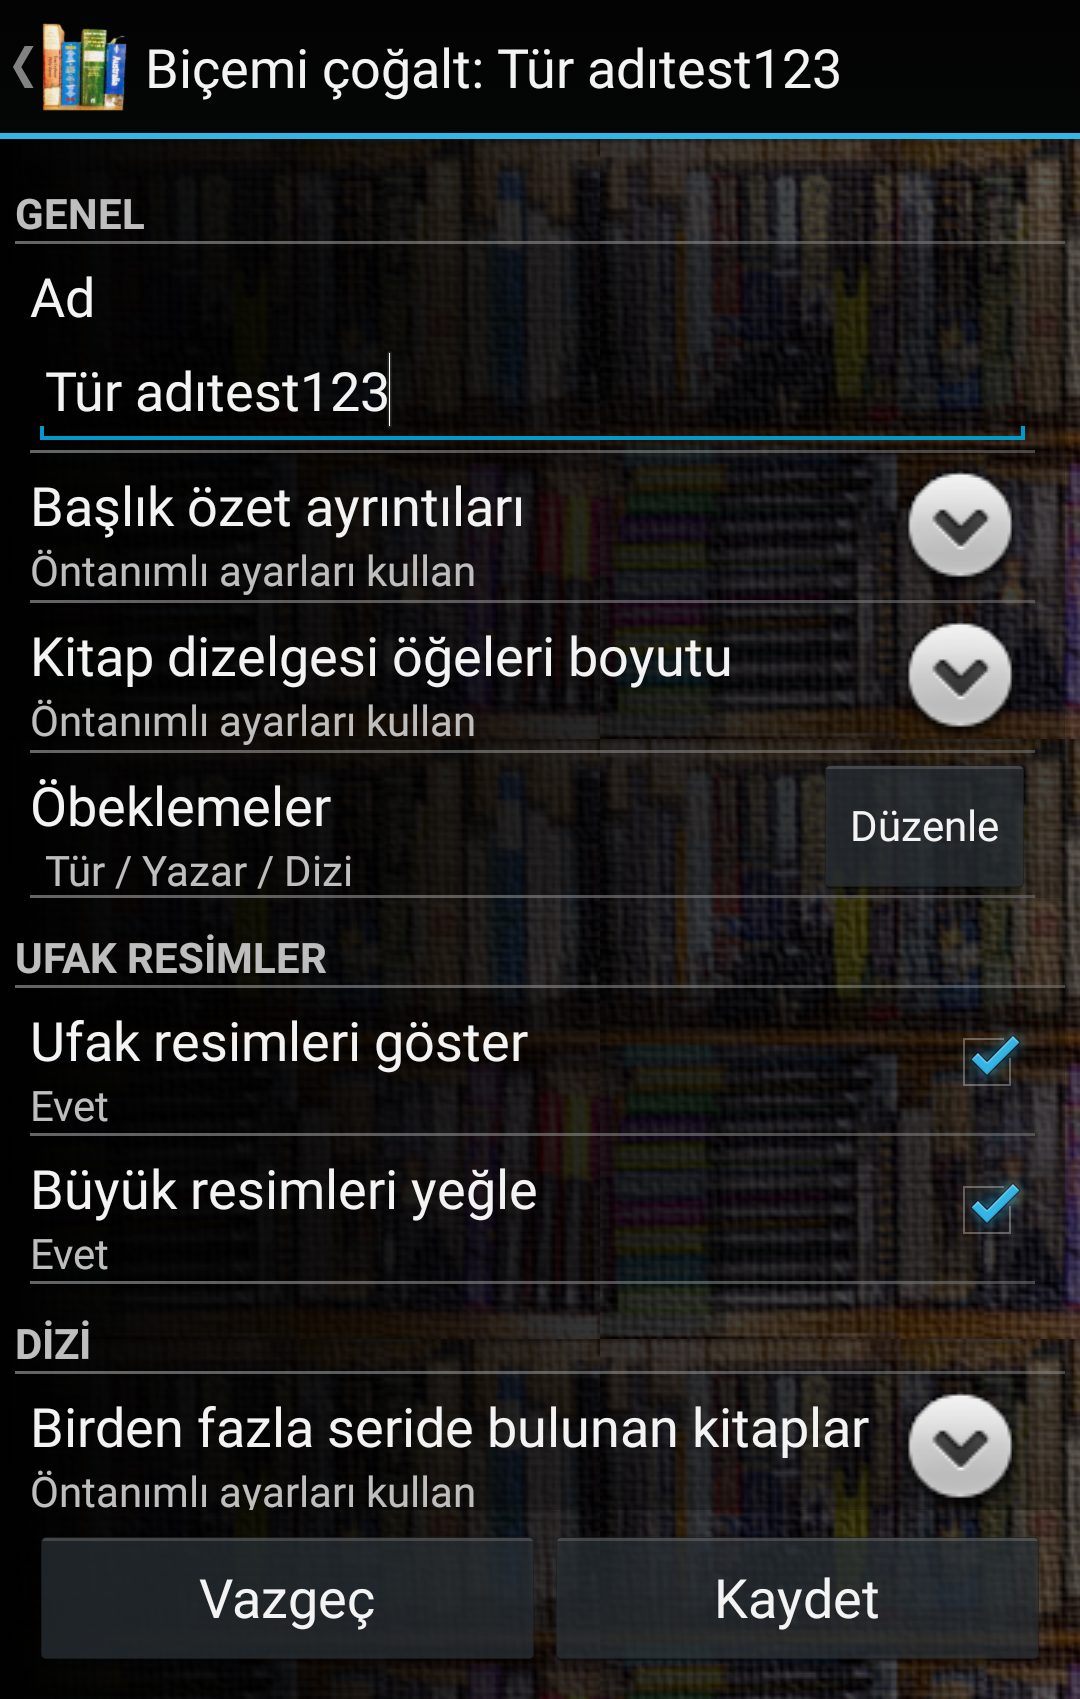 Biçemi çoğalt: Tür adıtest123
GENEL
Ad
Tür adıtest123
Başlık özet ayrıntıları
Öntanımlı ayarları kullan
Kitap dizelgesi öğeleri boyutu
Öntanımlı ayarları kullan
Öbeklemeler
Düzenle
Tür / Yazar / Dizi
UFAK RESİMLER
Ufak resimleri göster
Evet
Büyük resimleri yeğle
Evet
DİZİ
Birden fazla seride bulunan kitaplar
Öntanımlı ayarları kullan
Vazgeç
Kaydet